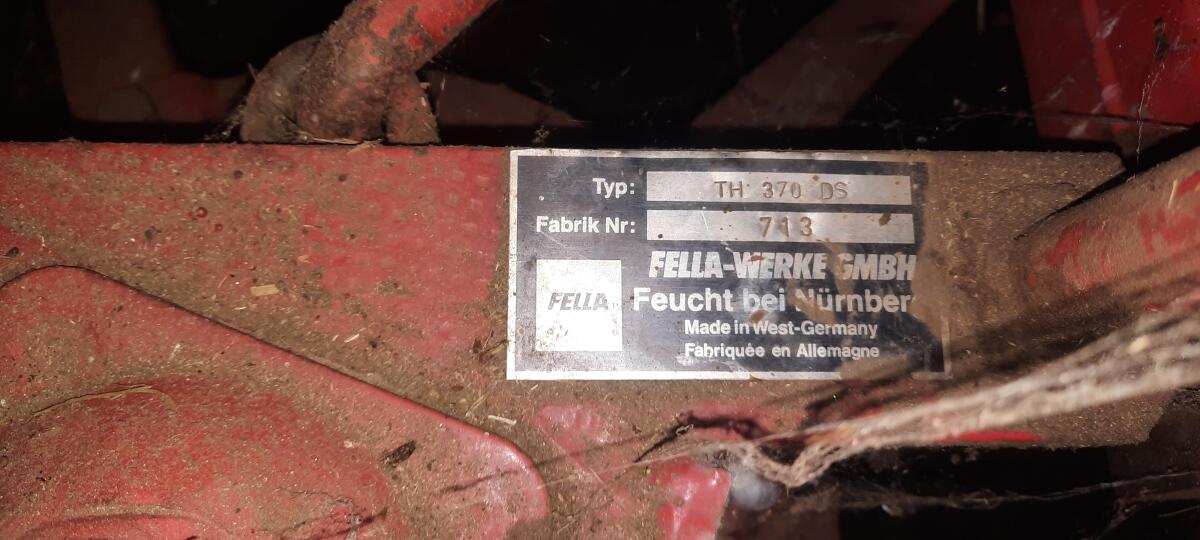 Typ: TH 370 DS
Fabrik Nr: 713
FELLA-WERKE GMBH
FELLA
Feucht bei Nürnber
Made in West-Germany
Fabriquée en Allemagne